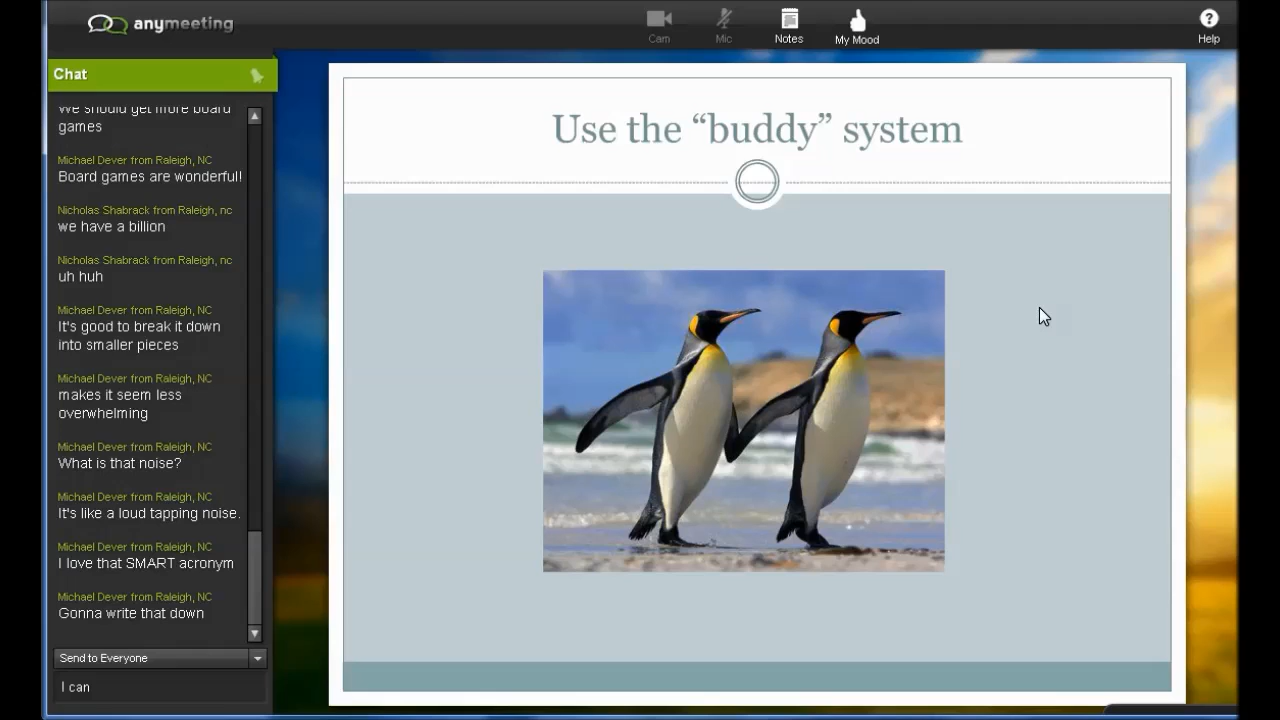 anymeeting
Cam
Mic
Notes
My Mood
Help
Chat
We should get more board
games
Michael Dever from Raleigh, NC
Board games are wonderful!
Nicholas Shabrack from Raleigh, nc
we have a billion
Nicholas Shabrack from Raleigh, nc
uh huh
Michael Dever from Raleigh, NC
It's good to break it down
into smaller pieces
Michael Dever from Raleigh, NC
makes it seem less
overwhelming
Michael Dever from Raleigh, NC
What is that noise?
Michael Dever from Raleigh, NC
It's like a loud tapping noise.
Michael Dever from Raleigh, NC
I love that SMART acronym
Michael Dever from Raleigh, NC
Gonna write that down
Send to Everyone
I can
Use the “buddy” system